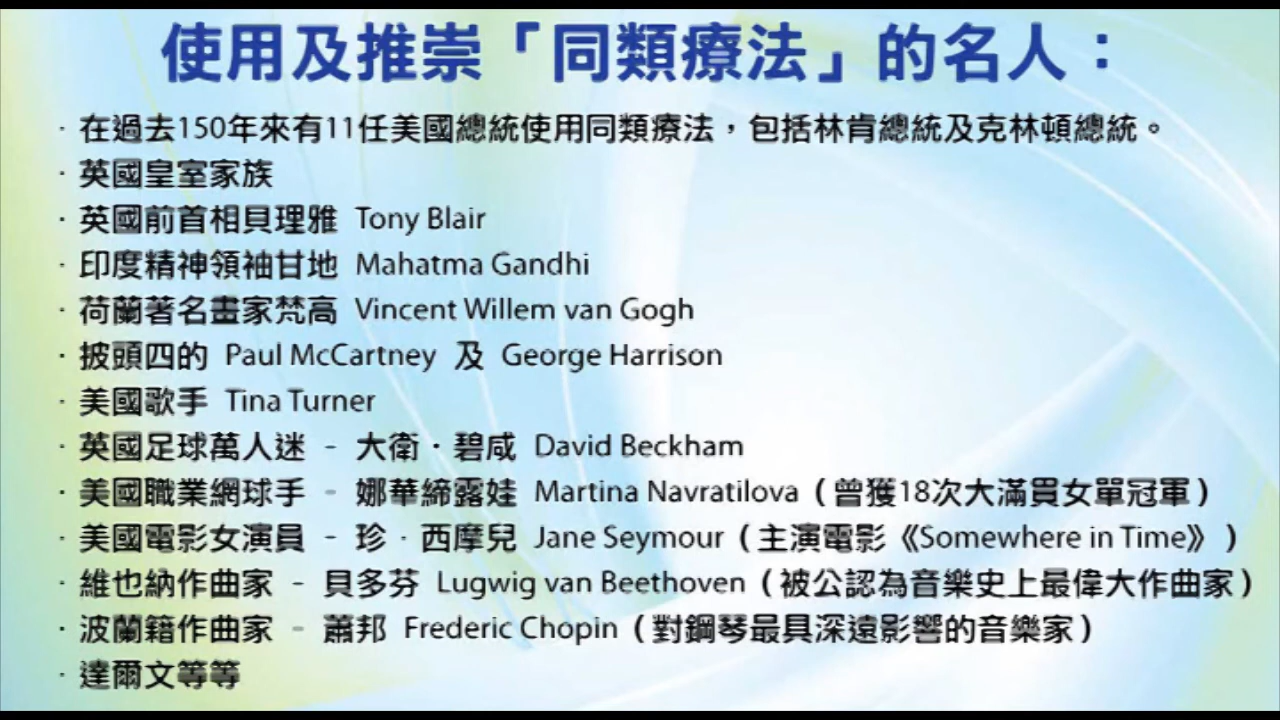 使用及推崇「同類療法」的名人：
· 在過去150年來有11任美國總統使用同類療法，包括林肯總統及克林頓總統。
· 英國皇室家族
· 英國前首相貝理雅 Tony Blair
· 印度精神領袖甘地 Mahatma Gandhi
· 荷蘭著名畫家梵高 Vincent Willem van Gogh
· 披頭四的 Paul McCartney 及 George Harrison
· 美國歌手 Tina Turner
· 英國足球萬人迷 - 大衛·碧咸 David Beckham
· 美國職業網球手 - 娜華締露娃 Martina Navratilova（曾獲18次大滿貫女單冠軍）
· 美國電影女演員 - 珍·西摩兒 Jane Seymour（主演電影《Somewhere in Time》）
· 維也納作曲家 - 貝多芬 Lugwig van Beethoven（被公認為音樂史上最偉大作曲家）
· 波蘭籍作曲家 - 蕭邦 Frederic Chopin（對鋼琴最具深遠影響的音樂家）
· 達爾文等等